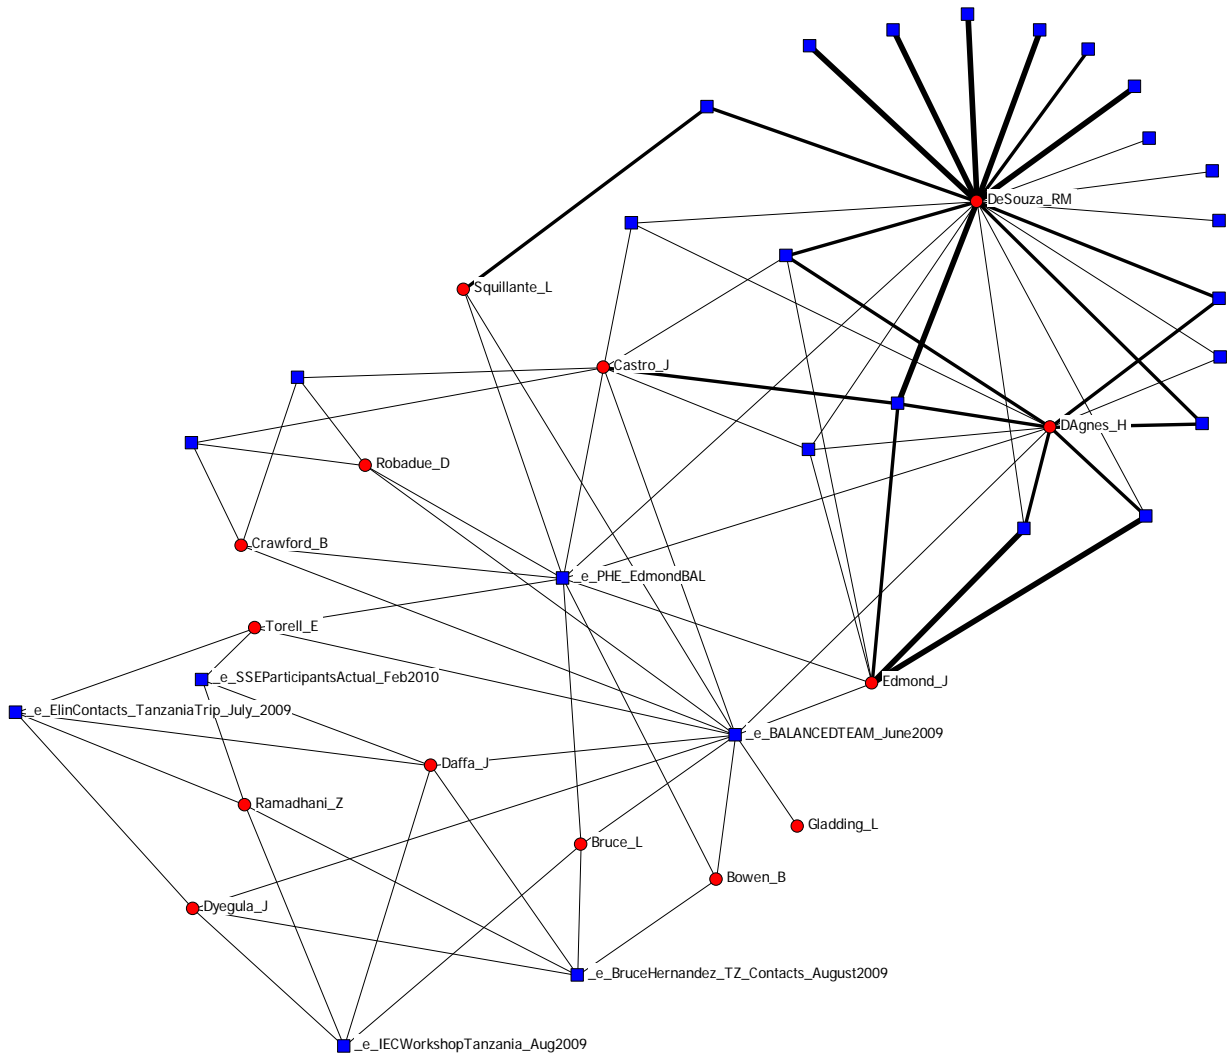 DeSouza_RM
Squillante_L
Castro_J
DAgnes_H
Robadue_D
Crawford_B
_e_PHE_EdmondBAL
Torell_E
_e_SSEParticipantsActual_Feb2010
Edmond_J
_e_ElinContacts_TanzaniaTrip_July_2009
_e_BALANCEDTEAM_June2009
Daffa_J
Ramadhani_Z
Gladding_L
Bruce_L
Bowen_B
Dyegula_J
_e_BruceHernandez_TZ_Contacts_August2009
_e_IECWorkshopTanzania_Aug2009